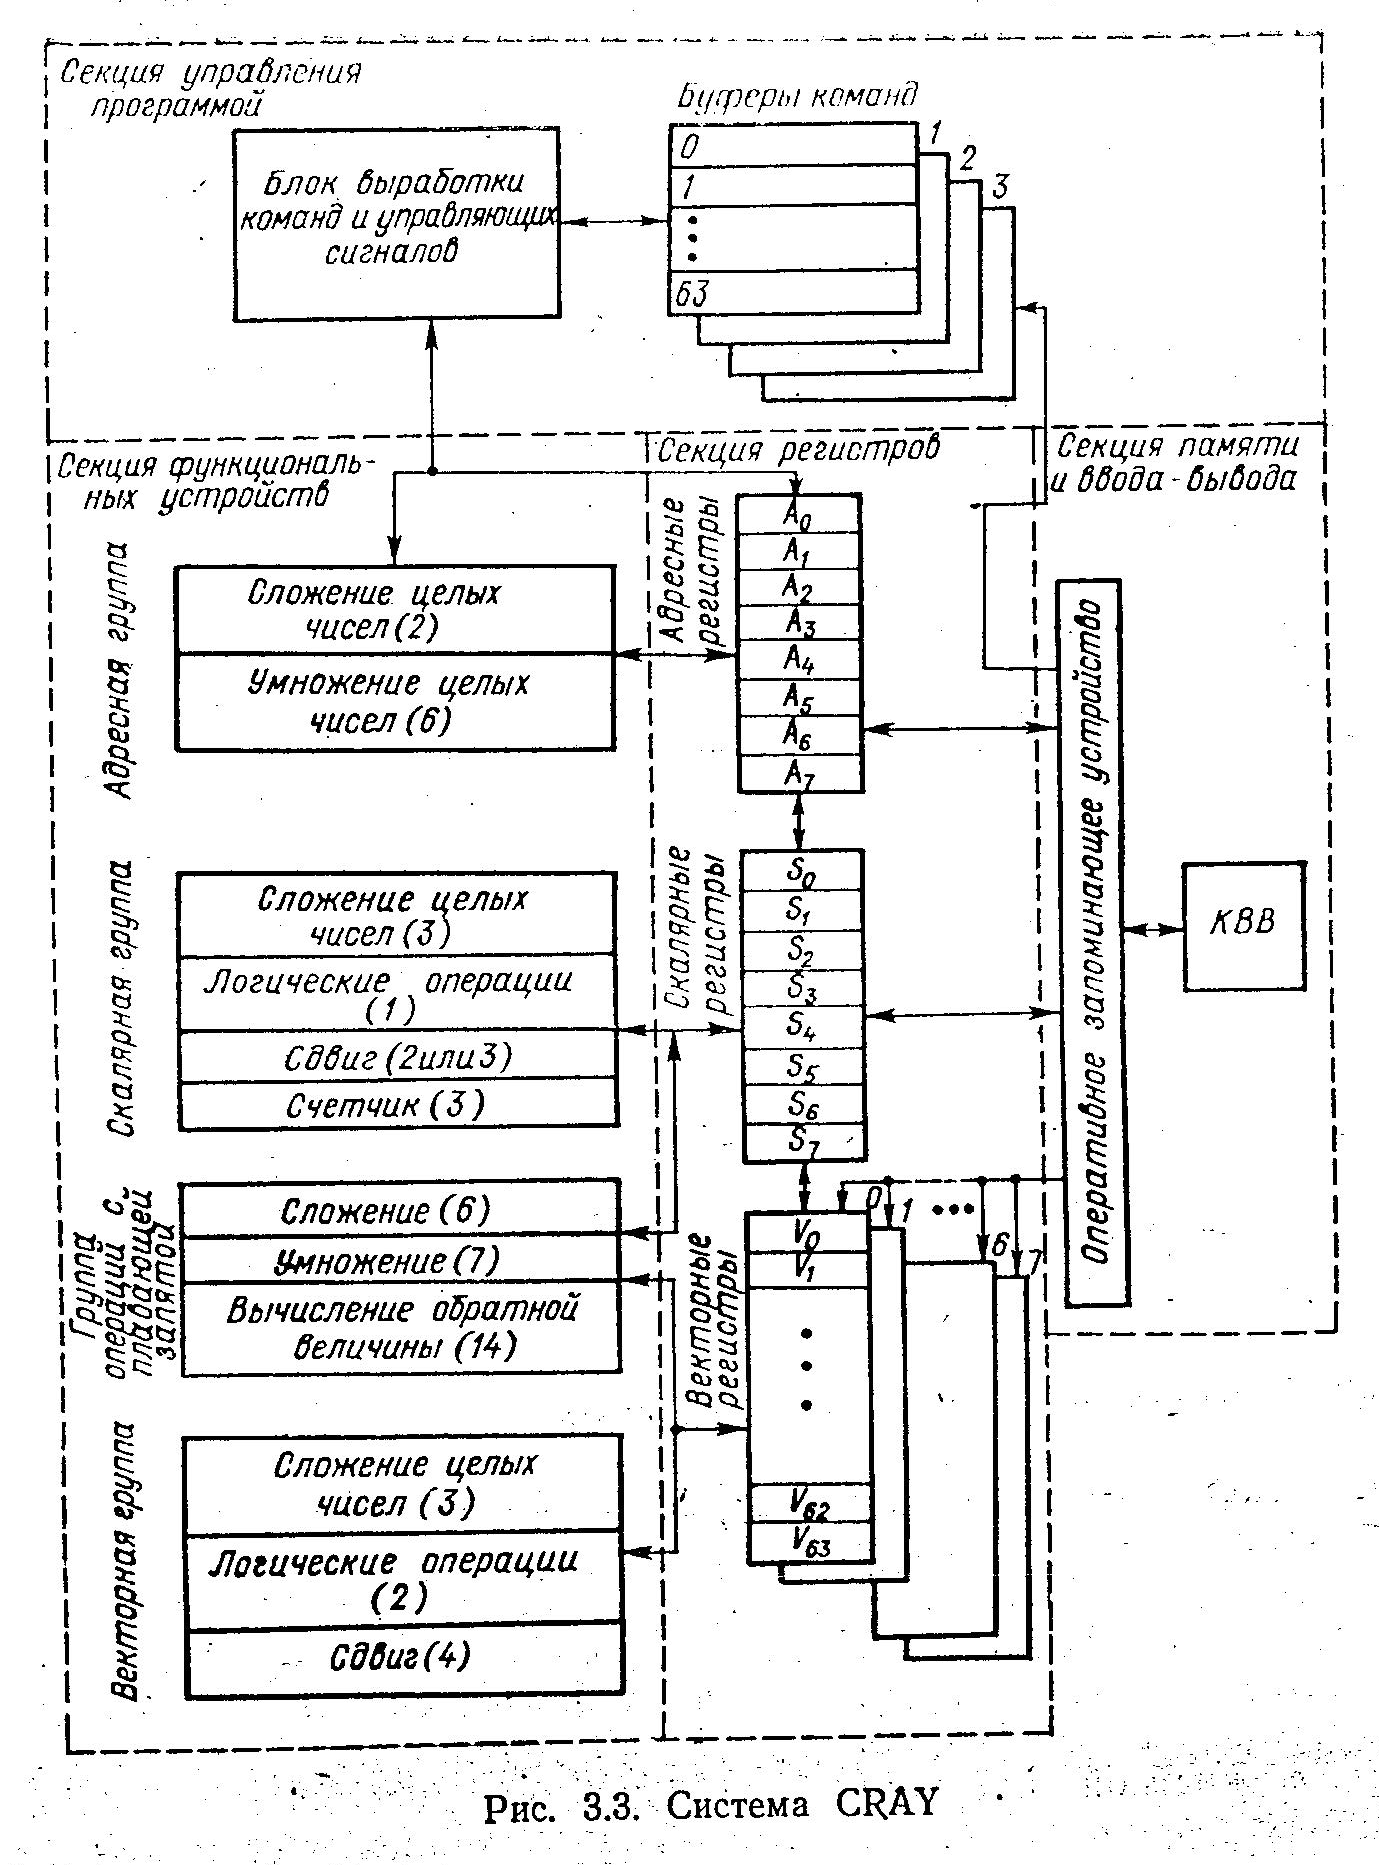 Секция управления
программой
Буферы команд
Блок выработки
команд и управляющих
сигналов
0
1
63
1
2
3
Секция функциональ-
ных устройств
Секция регистров
Секция памяти
и ввода-вывода
Адресная группа
Сложение целых
чисел (2)
Умножение целых
чисел (6)
Адресные
регистры
A0
A1
A2
A3
A4
A5
A6
A7
Скалярная группа
Сложение целых
чисел (3)
Логические операции
(1)
Сдвиг (2или3)
Счетчик (3)
Скалярные
регистры
S0
S1
S2
S3
S4
S5
S6
S7
Оперативное запоминающее устройство
КВВ
Группа
операций с
плавающей
запятой
Сложение (6)
Умножение (7)
Вычисление обратной
величины (14)
Векторные
регистры
0
1
...
6
7
V0
V1
V62
V63
Векторная группа
Сложение целых
чисел (3)
Логические операции
(2)
Сдвиг (4)
Рис. 3.3. Система CRAY